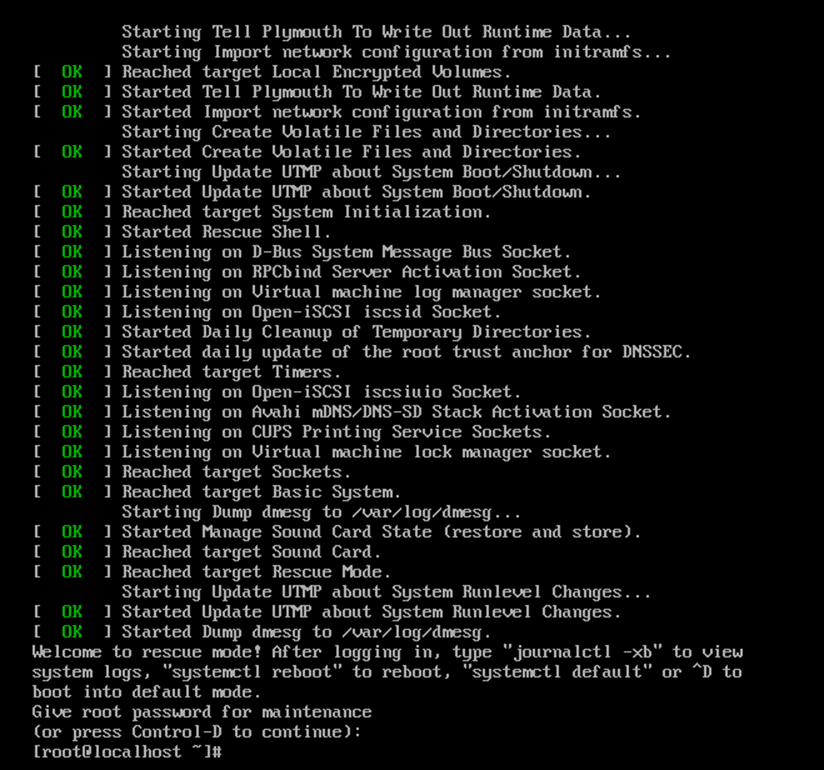 Starting Tell Plymouth To Write Out Runtime Data...
Starting Import network configuration from initramfs...
[  OK  ] Reached target Local Encrypted Volumes.
[  OK  ] Started Tell Plymouth To Write Out Runtime Data.
[  OK  ] Started Import network configuration from initramfs.
Starting Create Volatile Files and Directories...
[  OK  ] Started Create Volatile Files and Directories.
Starting Update UTMP about System Boot/Shutdown...
[  OK  ] Started Update UTMP about System Boot/Shutdown.
[  OK  ] Reached target System Initialization.
[  OK  ] Started Rescue Shell.
[  OK  ] Listening on D-Bus System Message Bus Socket.
[  OK  ] Listening on RPCbind Server Activation Socket.
[  OK  ] Listening on Virtual machine log manager socket.
[  OK  ] Listening on Open-iSCSI iscsid Socket.
[  OK  ] Started Daily Cleanup of Temporary Directories.
[  OK  ] Started daily update of the root trust anchor for DNSSEC.
[  OK  ] Reached target Timers.
[  OK  ] Listening on Open-iSCSI iscsiuio Socket.
[  OK  ] Listening on Avahi mDNS/DNS-SD Stack Activation Socket.
[  OK  ] Listening on CUPS Printing Service Sockets.
[  OK  ] Listening on Virtual machine lock manager socket.
[  OK  ] Reached target Sockets.
[  OK  ] Reached target Basic System.
Starting Dump dmesg to /var/log/dmesg...
[  OK  ] Started Manage Sound Card State (restore and store).
[  OK  ] Reached target Sound Card.
[  OK  ] Reached target Rescue Mode.
Starting Update UTMP about System Runlevel Changes...
[  OK  ] Started Update UTMP about System Runlevel Changes.
[  OK  ] Started Dump dmesg to /var/log/dmesg.
Welcome to rescue mode! After logging in, type "journalctl -xb" to view
system logs, "systemctl reboot" to reboot, "systemctl default" or ^D to
boot into default mode.
Give root password for maintenance
(or press Control-D to continue):
[root@localhost ~]#